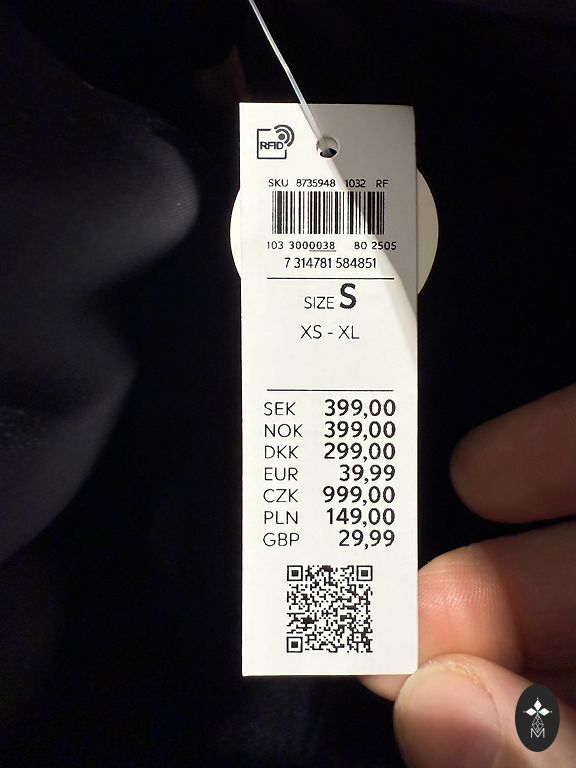 RFID
SKU 8735948 1032 RF
103 3000038 80 2505
7 314781 584851
SIZE S
XS - XL
SEK 399,00
NOK 399,00
DKK 299,00
EUR 39,99
CZK 999,00
PLN 149,00
GBP 29,99
M